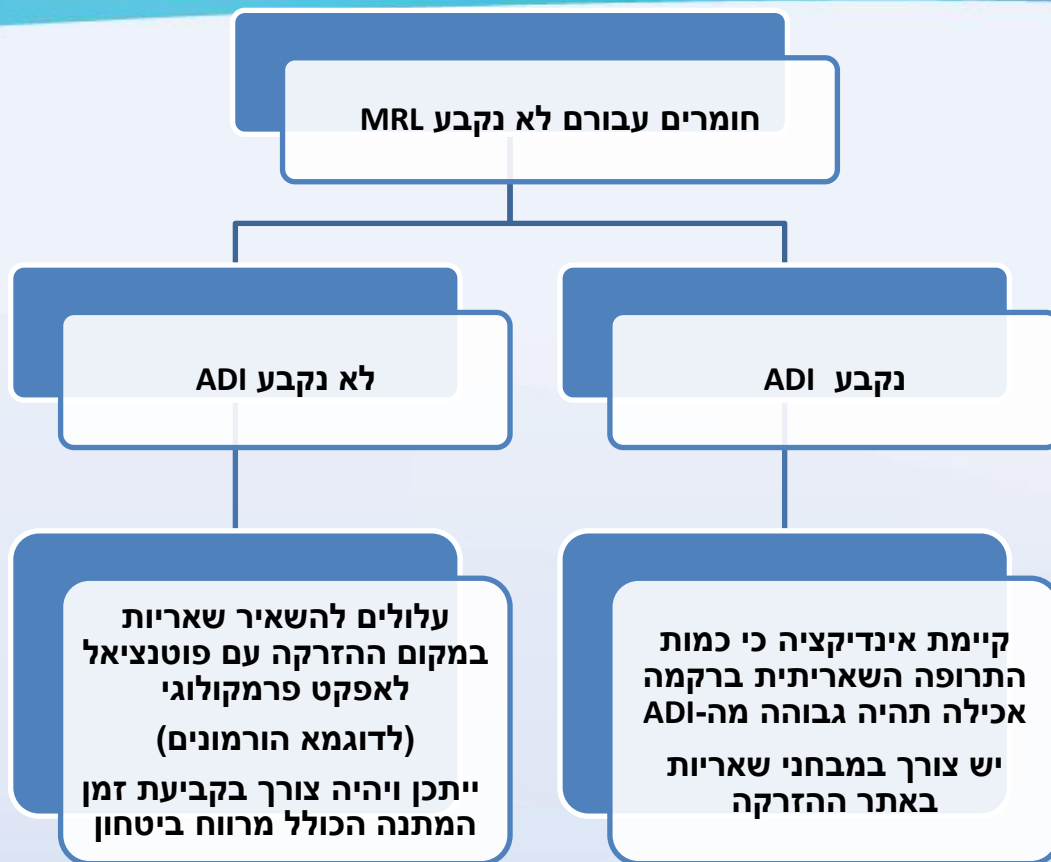 חומרים עבורם לא נקבע MRL
נקבע ADI
לא נקבע ADI
קיימת אינדיקציה כי כמות
התרופה השאריתית ברקמה
אכילה תהיה גבוהה מה-ADI
יש צורך במבחני שאריות
באתר ההזרקה
עלולים להשאיר שאריות
במקום ההזרקה עם פוטנציאל
לאפקט פרמקולוגי
(לדוגמא הורמונים)
ייתכן ויהיה צורך בקביעת זמן
המתנה הכולל מרווח ביטחון